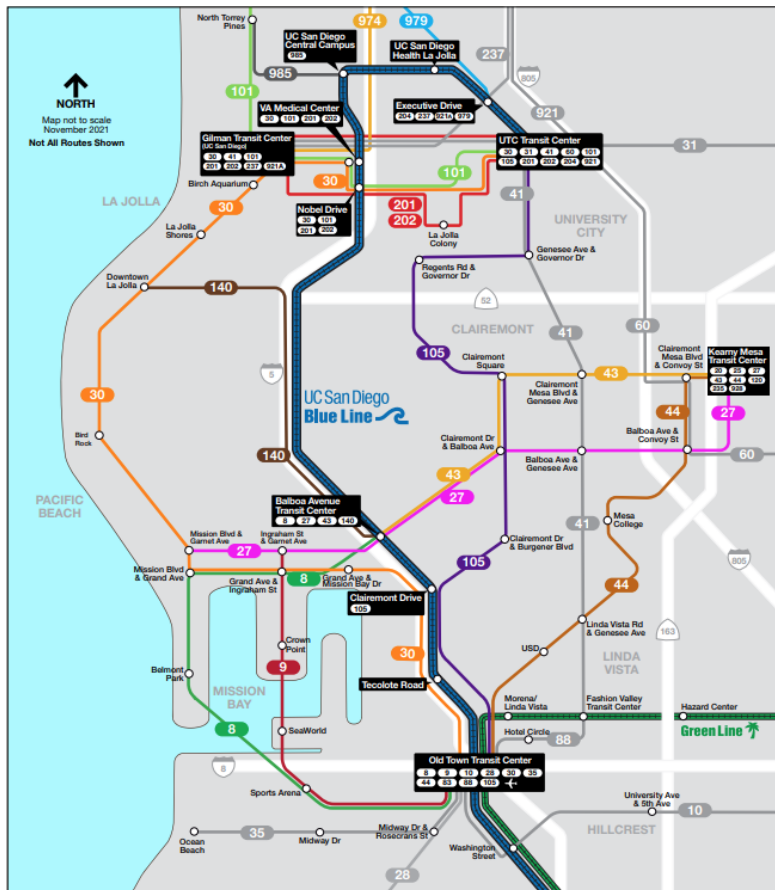 North Torrey
Pines
974
979
UC San Diego
Central Campus
985
UC San Diego
Health La Jolla
237
805
985
NORTH
Map not to scale
November 2021
Not All Routes Shown
101
VA Medical Center
30 101 201 202
Executive Drive
204 237 921A 979
921
Gilman Transit Center
(UC San Diego)
30 41 101
201 202 237 921A
UTC Transit Center
30 31 41 60 101
105 201 202 204 921
31
Birch Aquarium
30
101
41
LA JOLLA
30
Nobel Drive
30 101
201 202
201
202
La Jolla
Colony
UNIVERSITY
CITY
La Jolla
Shores
Regents Rd &
Governor Dr
Genesee Ave &
Governor Dr
Downtown
La Jolla
140
52
CLAIREMONT
41
60
105
Clairemont
Square
Clairemont
Mesa Blvd
& Convoy St
Kearny Mesa
Transit Center
20 25 27
43 44 120
235 928
5
43
Clairemont
Mesa Blvd &
Genesee Ave
30
UC San Diego
Blue Line
44
27
Bird
Rock
Clairemont Dr
& Balboa Ave
Balboa Ave &
Genesee Ave
Balboa Ave &
Convoy St
140
43
60
PACIFIC
BEACH
27
Balboa Avenue
Transit Center
8 27 43 140
Mesa
College
41
Mission Blvd &
Garnet Ave
Ingraham St
& Garnet Ave
27
Clairemont Dr
& Burgener Blvd
805
Mission Blvd
& Grand Ave
Grand Ave &
Ingraham St
8
Grand Ave &
Mission Bay Dr
105
44
Clairemont Drive
105
Linda Vista Rd
& Genesee Ave
163
Crown
Point
30
USD
LINDA
VISTA
Belmont
Park
9
Tecolote Road
MISSION
BAY
Morena/
Linda Vista
Fashion Valley
Transit Center
Hazard Center
8
SeaWorld
Hotel Circle
88
Green Line
8
Old Town Transit Center
8 9 10 28 30 35
44 83 88 105
Sports Arena
University Ave
& 5th Ave
10
35
Ocean
Beach
Midway Dr
Midway Dr &
Rosecrans St
HILLCREST
Washington
Street
28